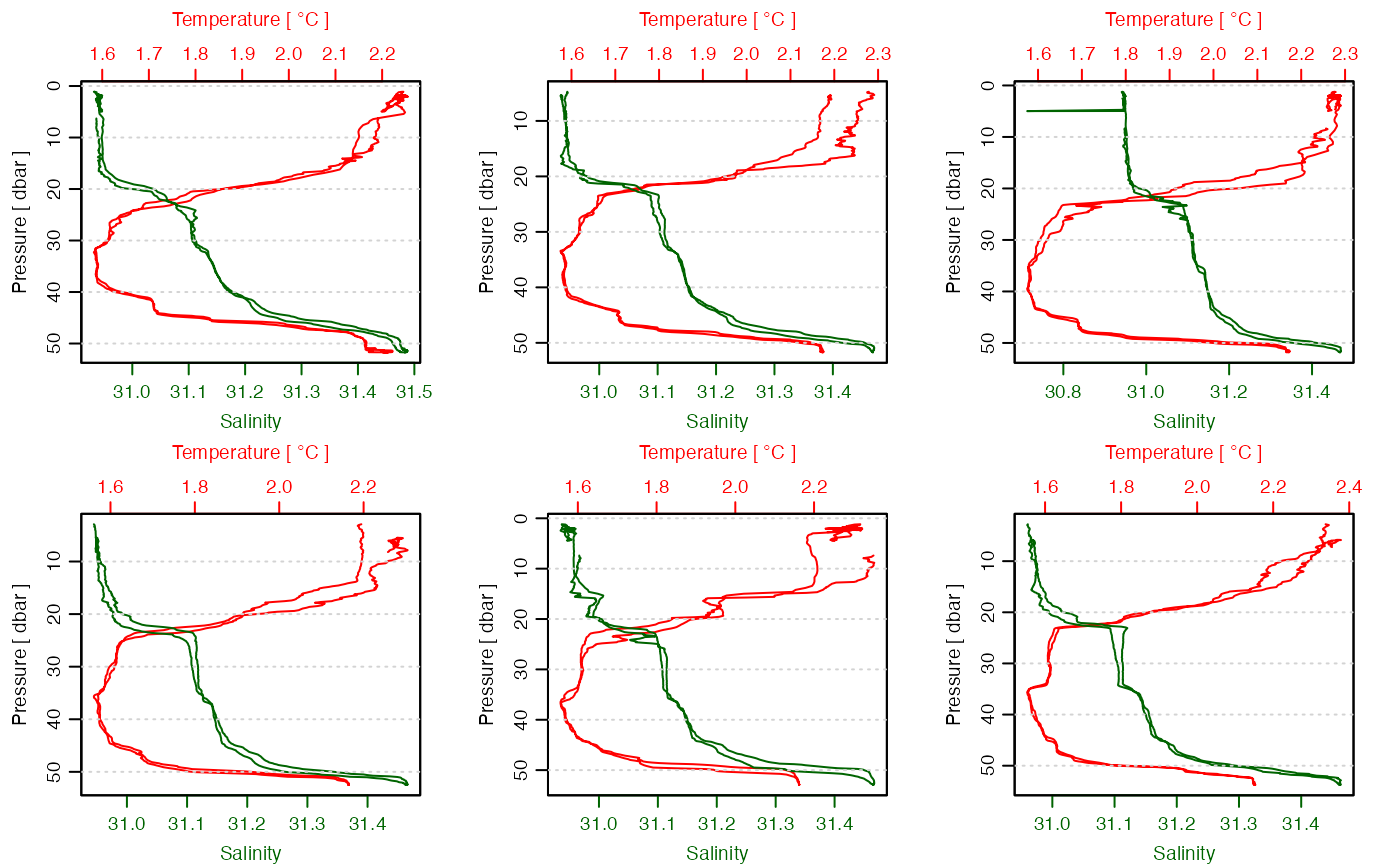 Temperature [ °C ] Temperature [ °C ] Temperature [ °C ]
1.6 1.7 1.8 1.9 2.0 2.1 2.2 1.6 1.7 1.8 1.9 2.0 2.1 2.2 2.3 1.6 1.7 1.8 1.9 2.0 2.1 2.2 2.3
Pressure [ dbar ] Pressure [ dbar ] Pressure [ dbar ]
0 10 20 30 40 50 10 20 30 40 50 0 10 20 30 40 50
31.0 31.1 31.2 31.3 31.4 31.5 31.0 31.1 31.2 31.3 31.4 30.8 31.0 31.2 31.4
Salinity Salinity Salinity
Temperature [ °C ] Temperature [ °C ] Temperature [ °C ]
1.6 1.8 2.0 2.2 1.6 1.8 2.0 2.2 1.6 1.8 2.0 2.2 2.4
Pressure [ dbar ] Pressure [ dbar ] Pressure [ dbar ]
10 20 30 40 50 0 10 20 30 40 50 10 20 30 40 50
31.0 31.1 31.2 31.3 31.4 31.0 31.1 31.2 31.3 31.4 31.0 31.1 31.2 31.3 31.4
Salinity Salinity Salinity